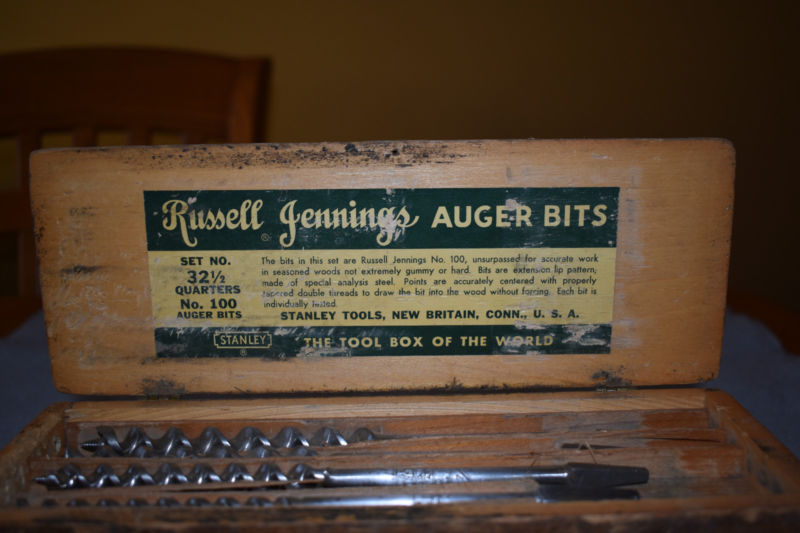 Russell Jennings AUGER BITS
®
SET NO.
32½
QUARTERS
No. 100
AUGER BITS
The bits in this set are Russell Jennings No. 100, unsurpassed for accurate work
in seasoned woods not extremely gummy or hard. Bits are extension lip pattern;
made of special analysis steel. Points are accurately centered with properly
tapered double threads to draw the bit into the wood without forcing. Each bit is
individually tested.
STANLEY TOOLS, NEW BRITAIN, CONN., U. S. A.
STANLEY THE TOOL BOX OF THE WORLD
®